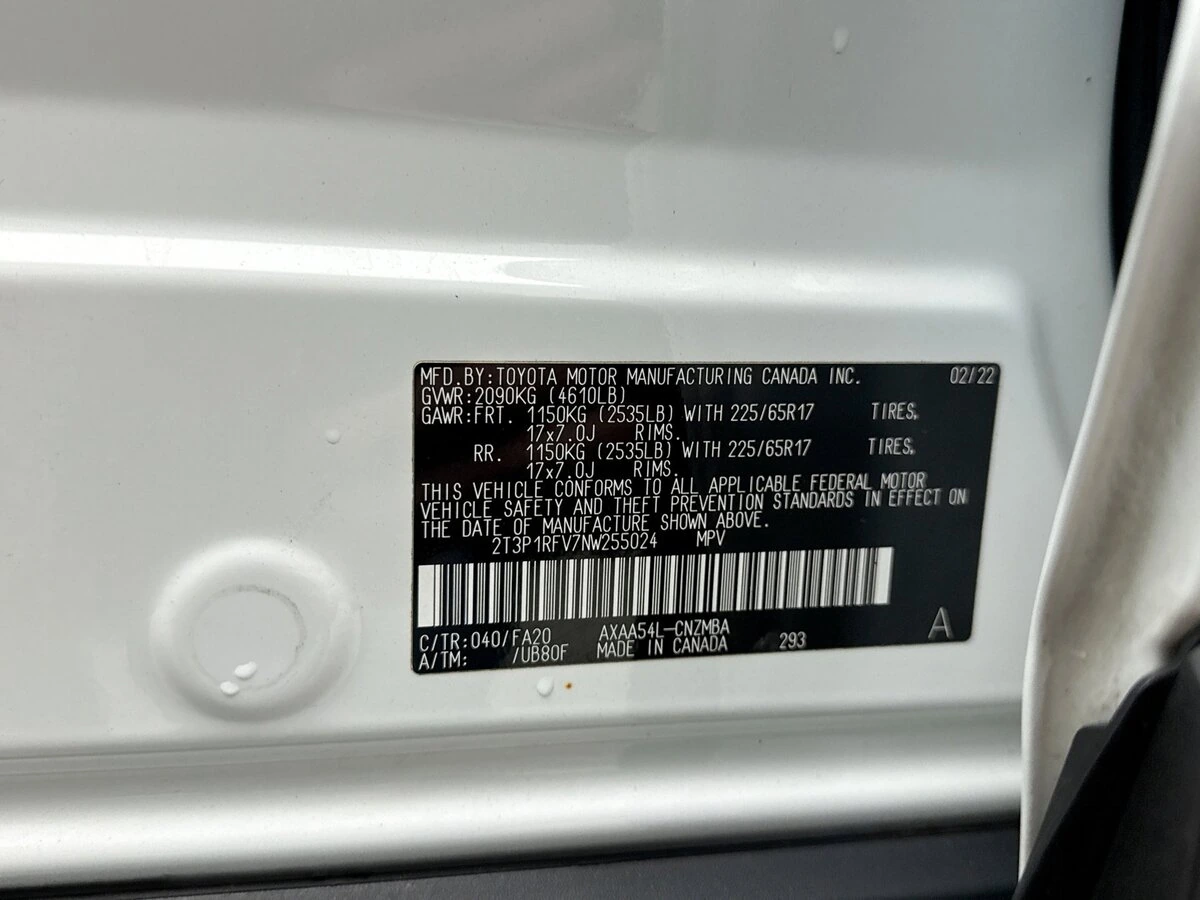 MFD.BY:TOYOTA MOTOR MANUFACTURING CANADA INC. 02/22
GVWR:2090KG (4610LB)
GAWR:FRT. 1150KG (2535LB) WITH 225/65R17 TIRES,
17x7.0J RIMS.
RR. 1150KG (2535LB) WITH 225/65R17 TIRES,
17x7.0J RIMS.
THIS VEHICLE CONFORMS TO ALL APPLICABLE FEDERAL MOTOR
VEHICLE SAFETY AND THEFT PREVENTION STANDARDS IN EFFECT ON
THE DATE OF MANUFACTURE SHOWN ABOVE.
2T3P1RFV7NW255024 MPV
C/TR:040/FA20 AXAA54L-CNZMBA
A/TM: /UB80F MADE IN CANADA 293 A